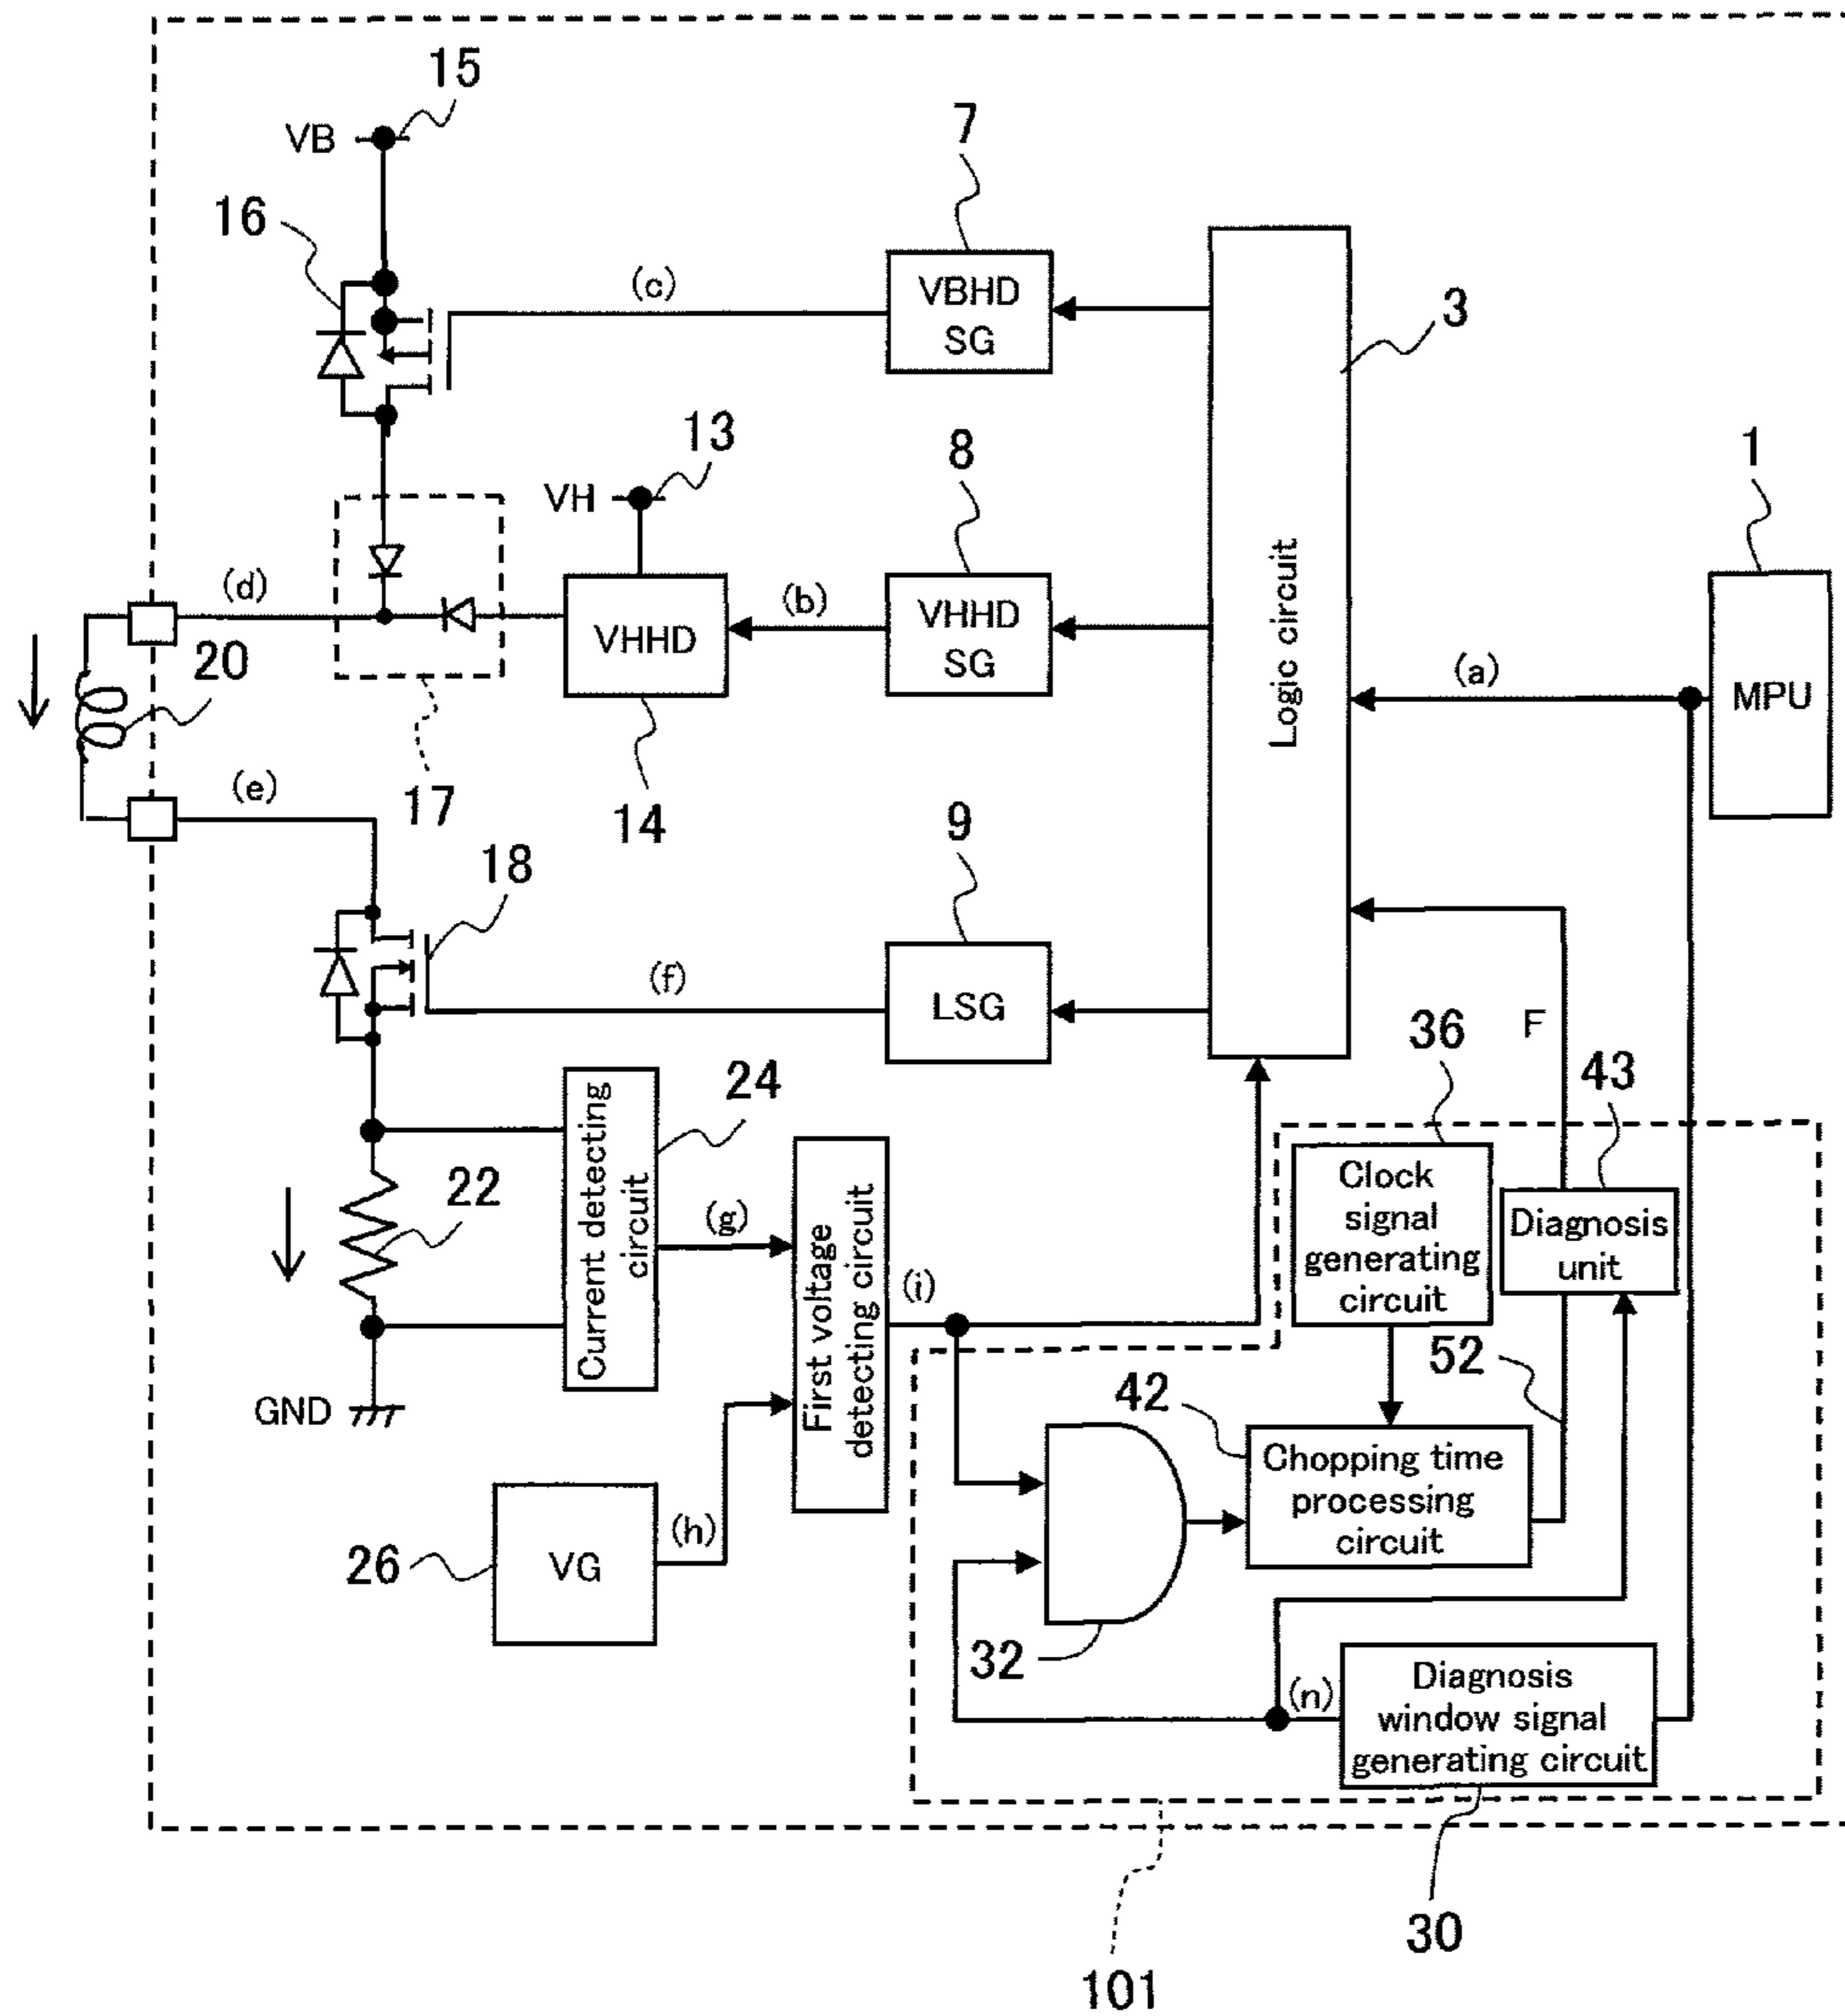 15
VB
7
16
(c)
VBHD
SG
3
13
8
1
VH
(d)
(b)
VHHD
VHHD
SG
Logic circuit
(a)
MPU
20
(e)
17
14
9
18
(f)
LSG
36
F
43
24
Current detecting
circuit
22
(g)
First voltage
detecting circuit
(i)
Clock
signal
generating
circuit
Diagnosis
unit
52
GND
42
Chopping time
processing
circuit
(h)
26
VG
32
(n)
Diagnosis
window signal
generating circuit
30
101